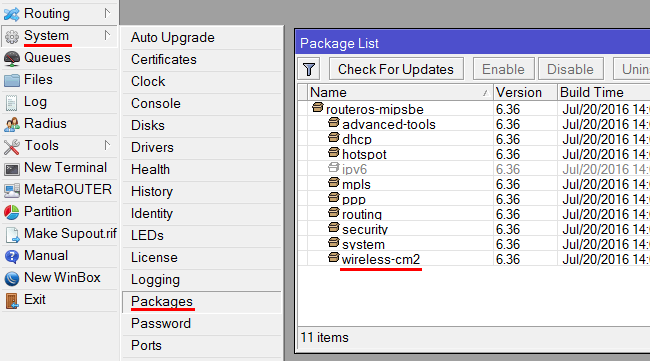 Routing
System
Queues
Files
Log
Radius
Tools
New Terminal
MetaROUTER
Partition
Make Supout.rif
Manual
New WinBox
Exit
Auto Upgrade
Certificates
Clock
Console
Disks
Drivers
Health
History
Identity
LEDs
License
Logging
Packages
Password
Ports
Package List
Check For Updates Enable Disable Unin
Name Version Build Time
routeros-mipsbe 6.36 Jul/20/2016 14:
advanced-tools 6.36 Jul/20/2016 14:
dhcp 6.36 Jul/20/2016 14:
hotspot 6.36 Jul/20/2016 14:
ipv6 6.36 Jul/20/2016 14:
mpls 6.36 Jul/20/2016 14:
ppp 6.36 Jul/20/2016 14:
routing 6.36 Jul/20/2016 14:
security 6.36 Jul/20/2016 14:
system 6.36 Jul/20/2016 14:
wireless-cm2 6.36 Jul/20/2016 14:
11 items